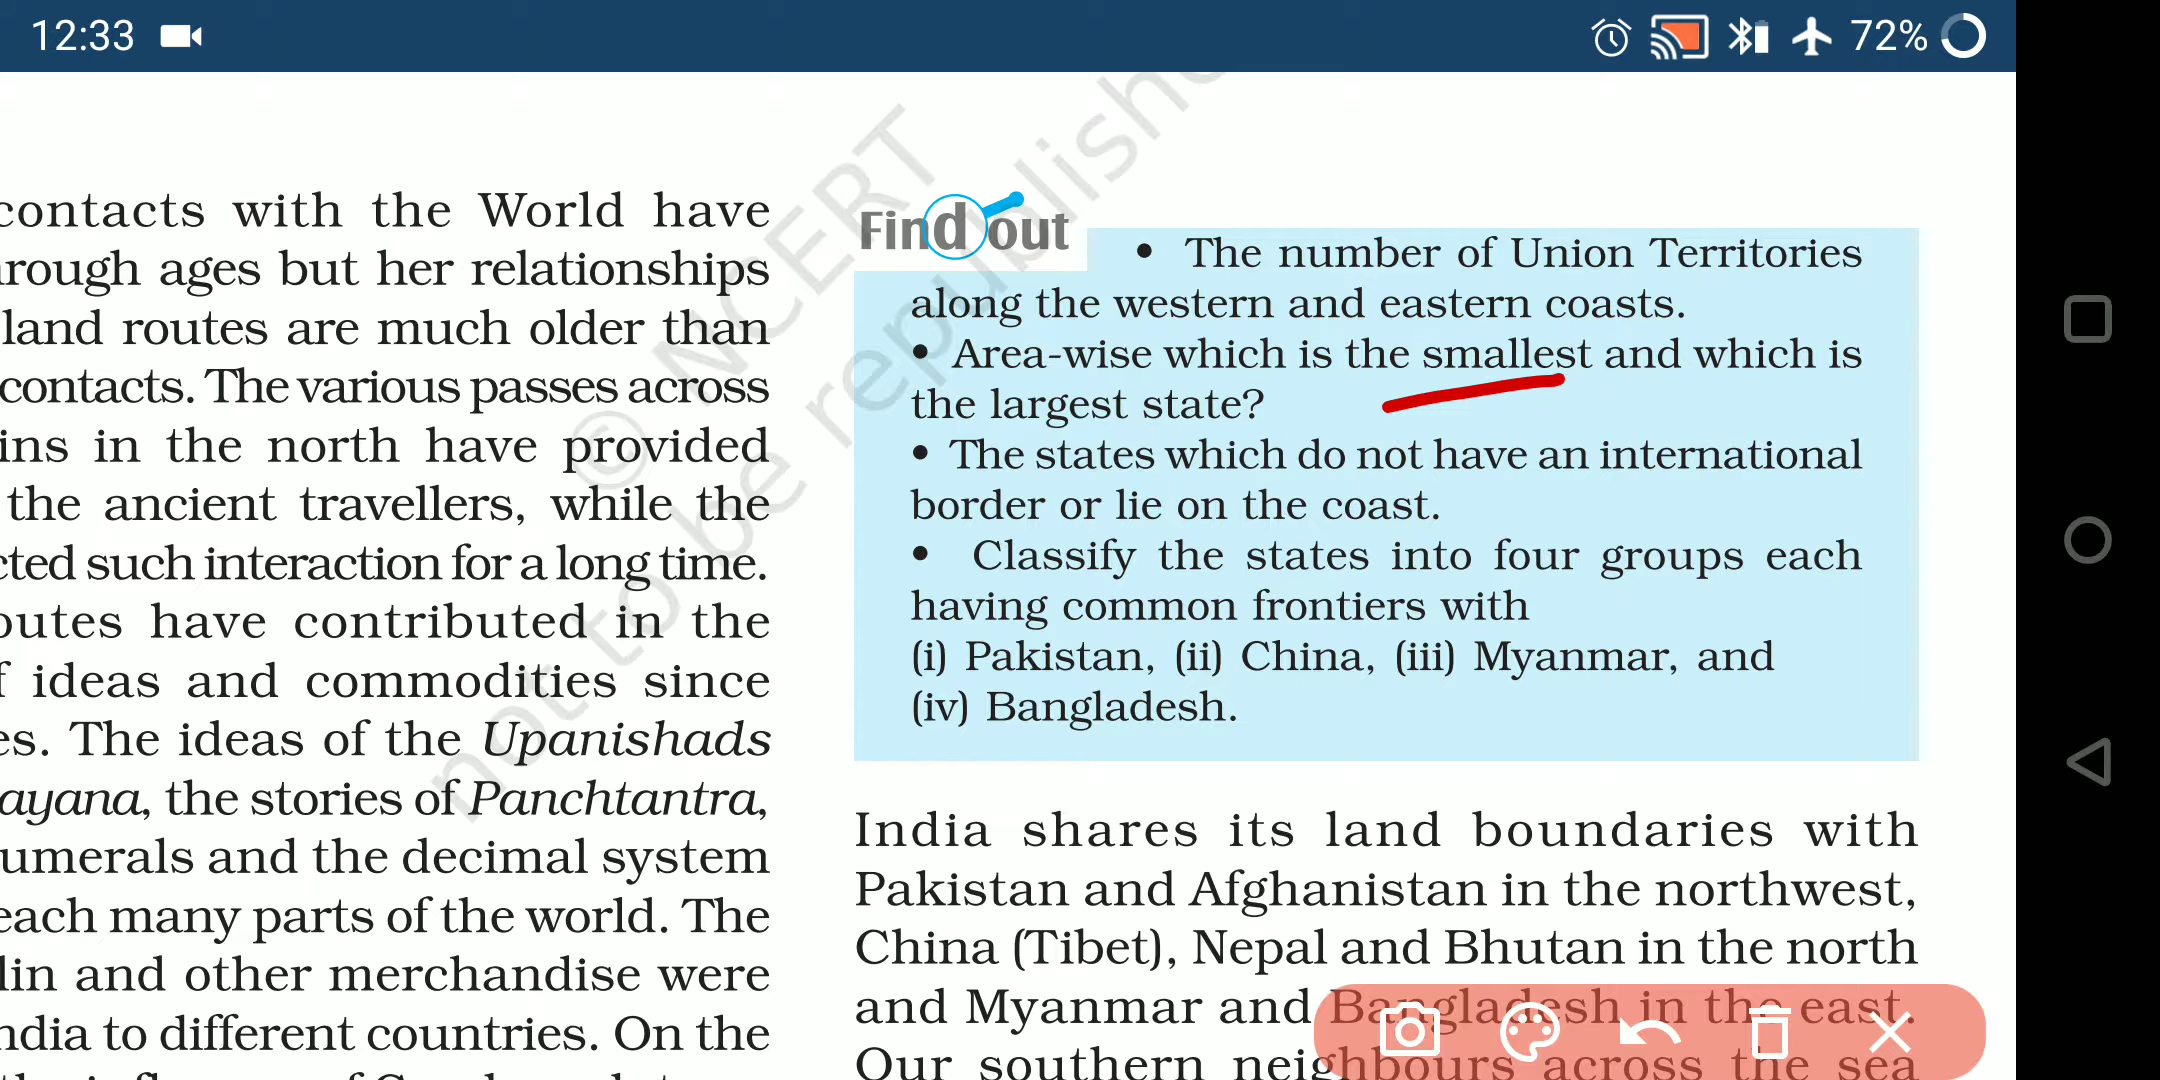 12:33
72%
contacts with the World have
rough ages but her relationships
land routes are much older than
contacts. The various passes across
ins in the north have provided
the ancient travellers, while the
cted such interaction for a long time.
outes have contributed in the
f ideas and commodities since
es. The ideas of the Upanishads
ayana, the stories of Panchtantra,
umerals and the decimal system
each many parts of the world. The
lin and other merchandise were
ndia to different countries. On the
Find out
• The number of Union Territories
along the western and eastern coasts.
• Area-wise which is the smallest and which is
the largest state?
• The states which do not have an international
border or lie on the coast.
• Classify the states into four groups each
having common frontiers with
(i) Pakistan, (ii) China, (iii) Myanmar, and
(iv) Bangladesh.
India shares its land boundaries with
Pakistan and Afghanistan in the northwest,
China (Tibet), Nepal and Bhutan in the north
and Myanmar and Bangladesh in the east.
Our southern neighbours across the sea
© NCERT
not to be republishe